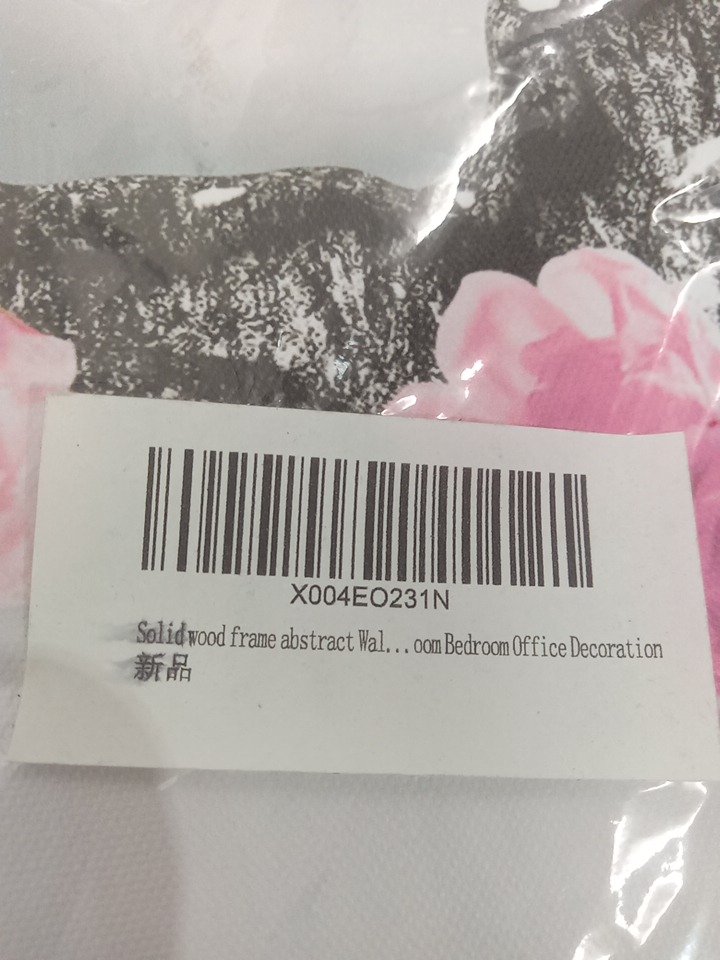 X004EO231N
Solid wood frame abstract Wal...oom Bedroom Office Decoration
新品